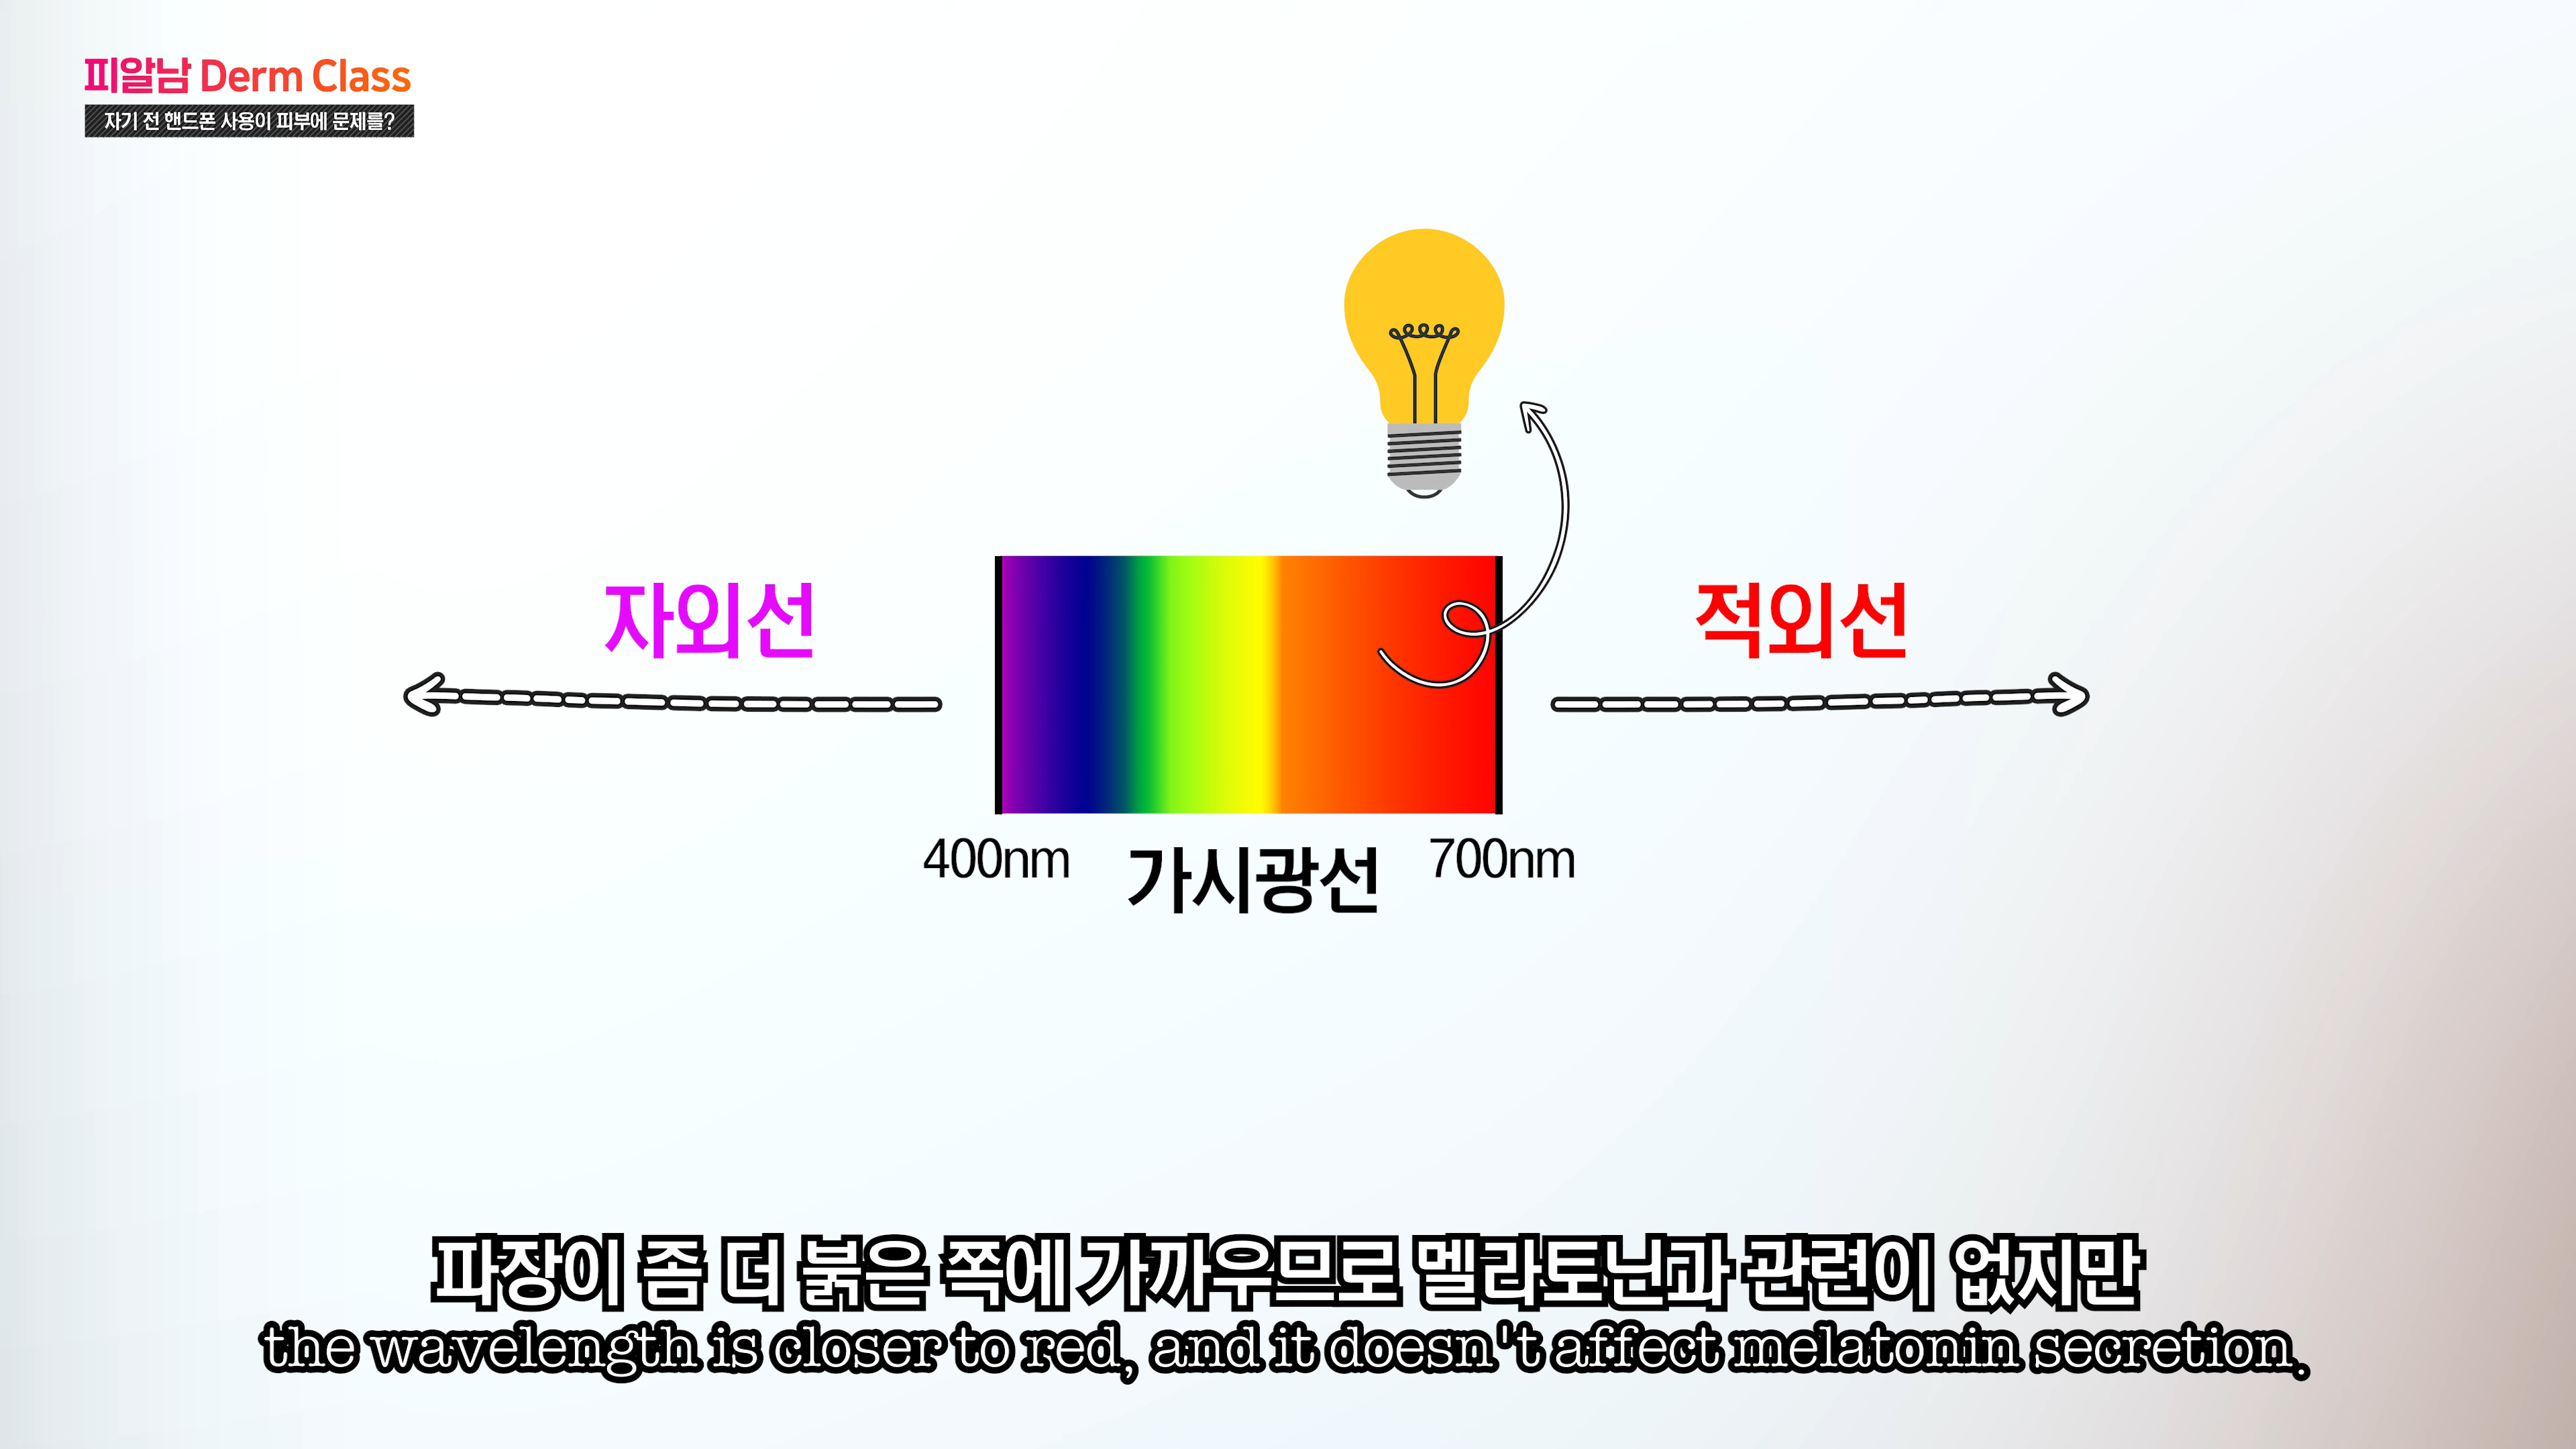 피알남 Derm Class
자기 전 핸드폰 사용이 피부에 문제를?
자외선
적외선
400nm
가시광선
700nm
파장이 좀 더 붉은 쪽에 가까우므로 멜라토닌과 관련이 없지만
the wavelength is closer to red, and it doesn't affect melatonin secretion.